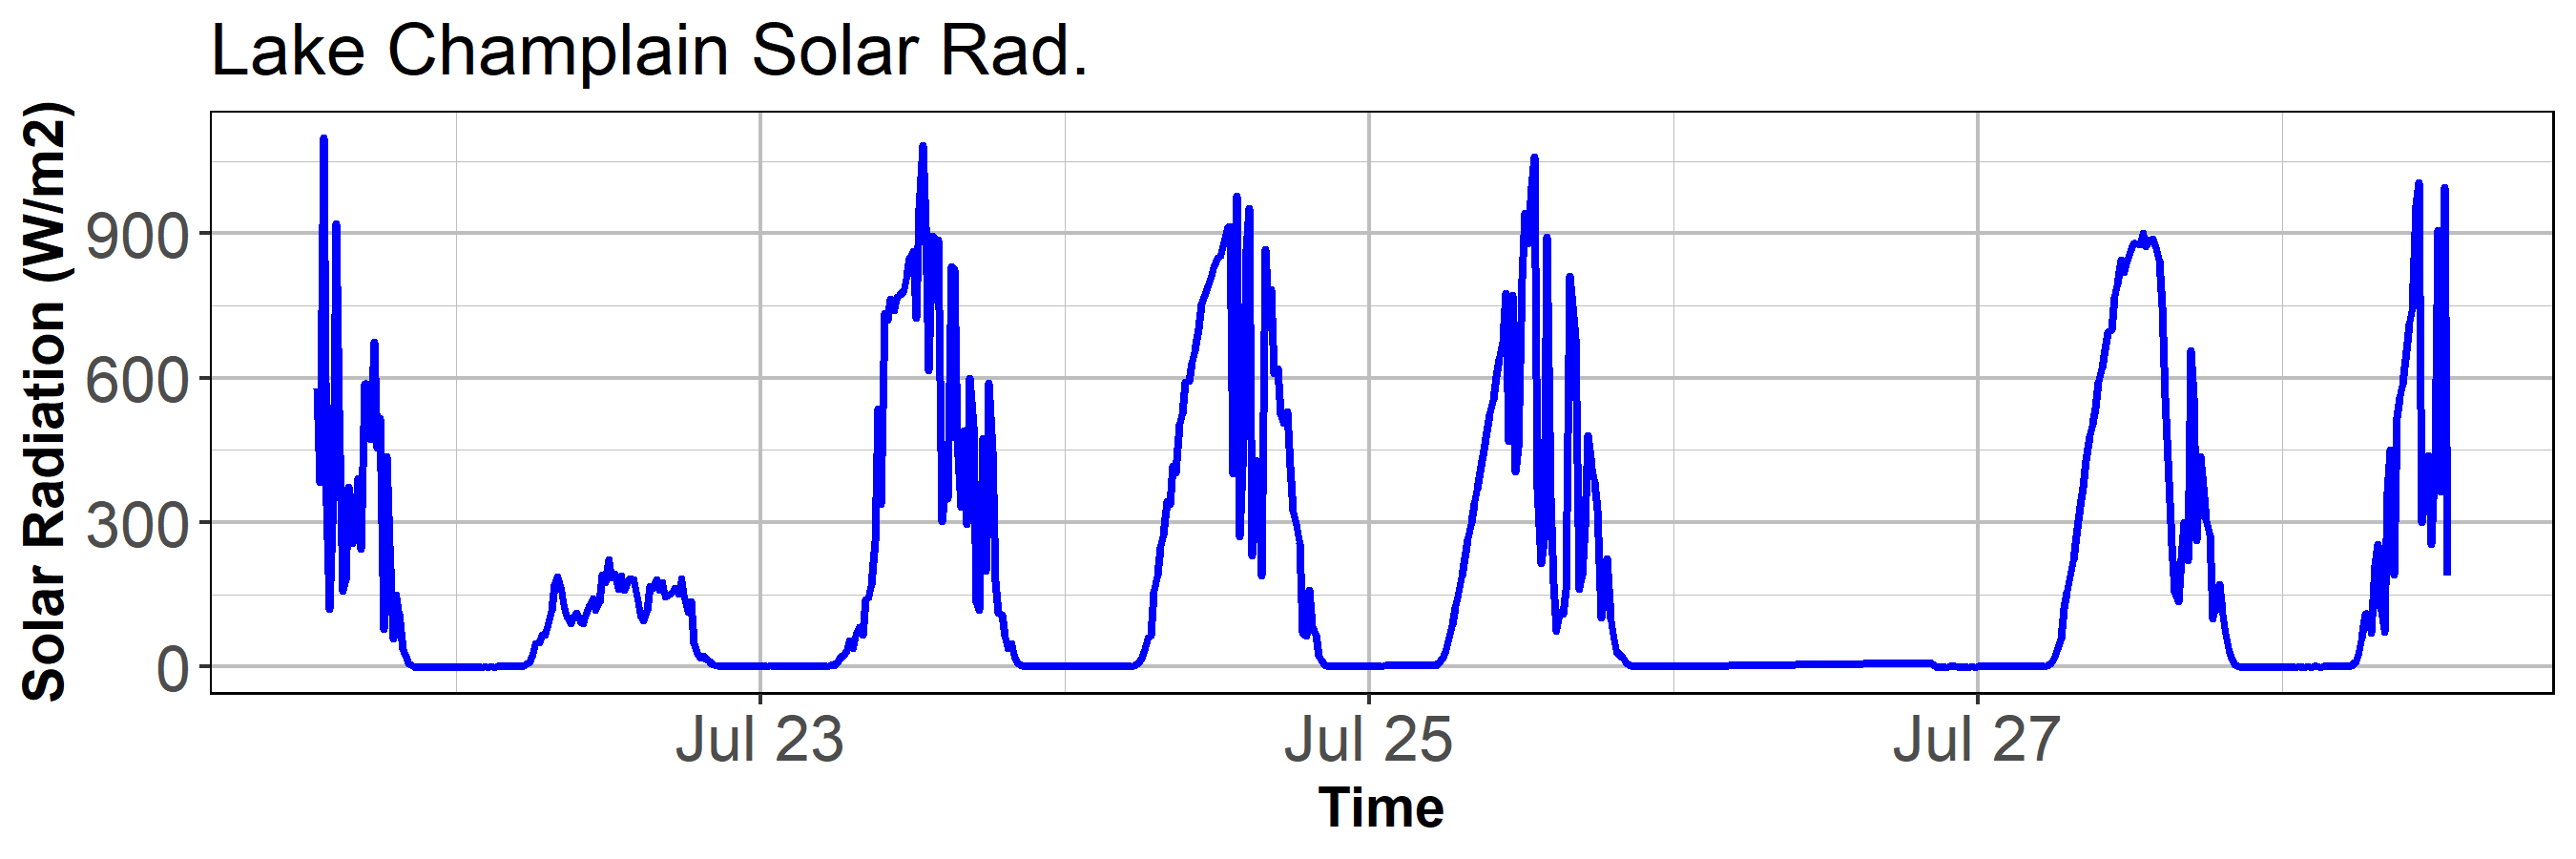 Lake Champlain Solar Rad.
Solar Radiation (W/m2)
900
600
300
0
Jul 23
Jul 25
Jul 27
Time